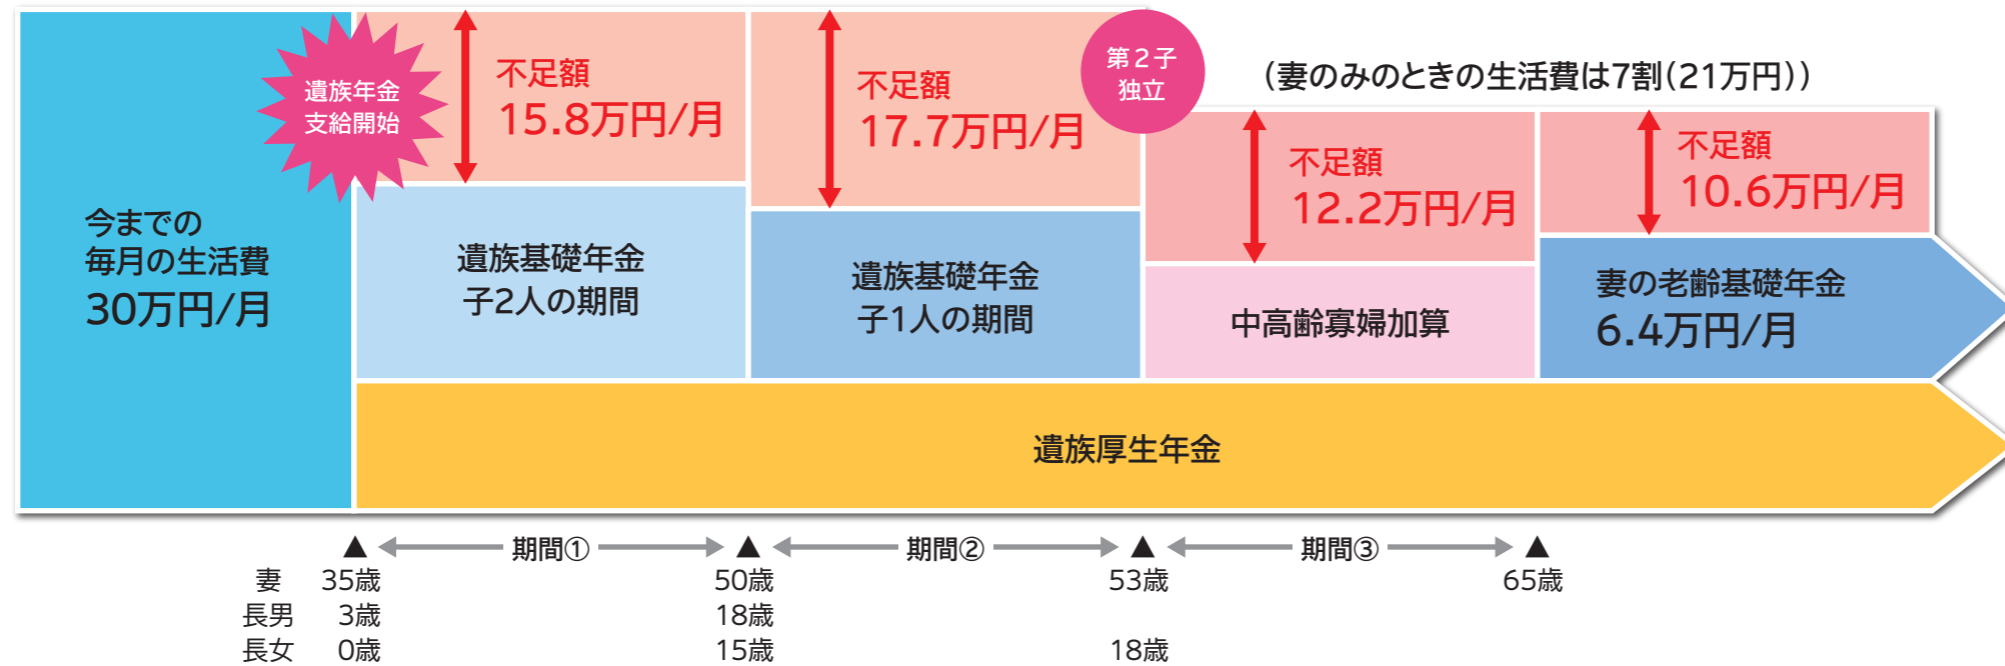 今までの
毎月の生活費
30万円/月
遺族年金
支給開始
不足額
15.8万円/月
遺族基礎年金
子2人の期間
不足額
17.7万円/月
遺族基礎年金
子1人の期間
第2子
独立
(妻のみのときの生活費は7割(21万円))
不足額
12.2万円/月
中高齢寡婦加算
不足額
10.6万円/月
妻の老齢基礎年金
6.4万円/月
遺族厚生年金
▲ 期間① ▲ 期間② ▲ 期間③ ▲
妻 35歳 50歳 53歳 65歳
長男 3歳 18歳
長女 0歳 15歳 18歳